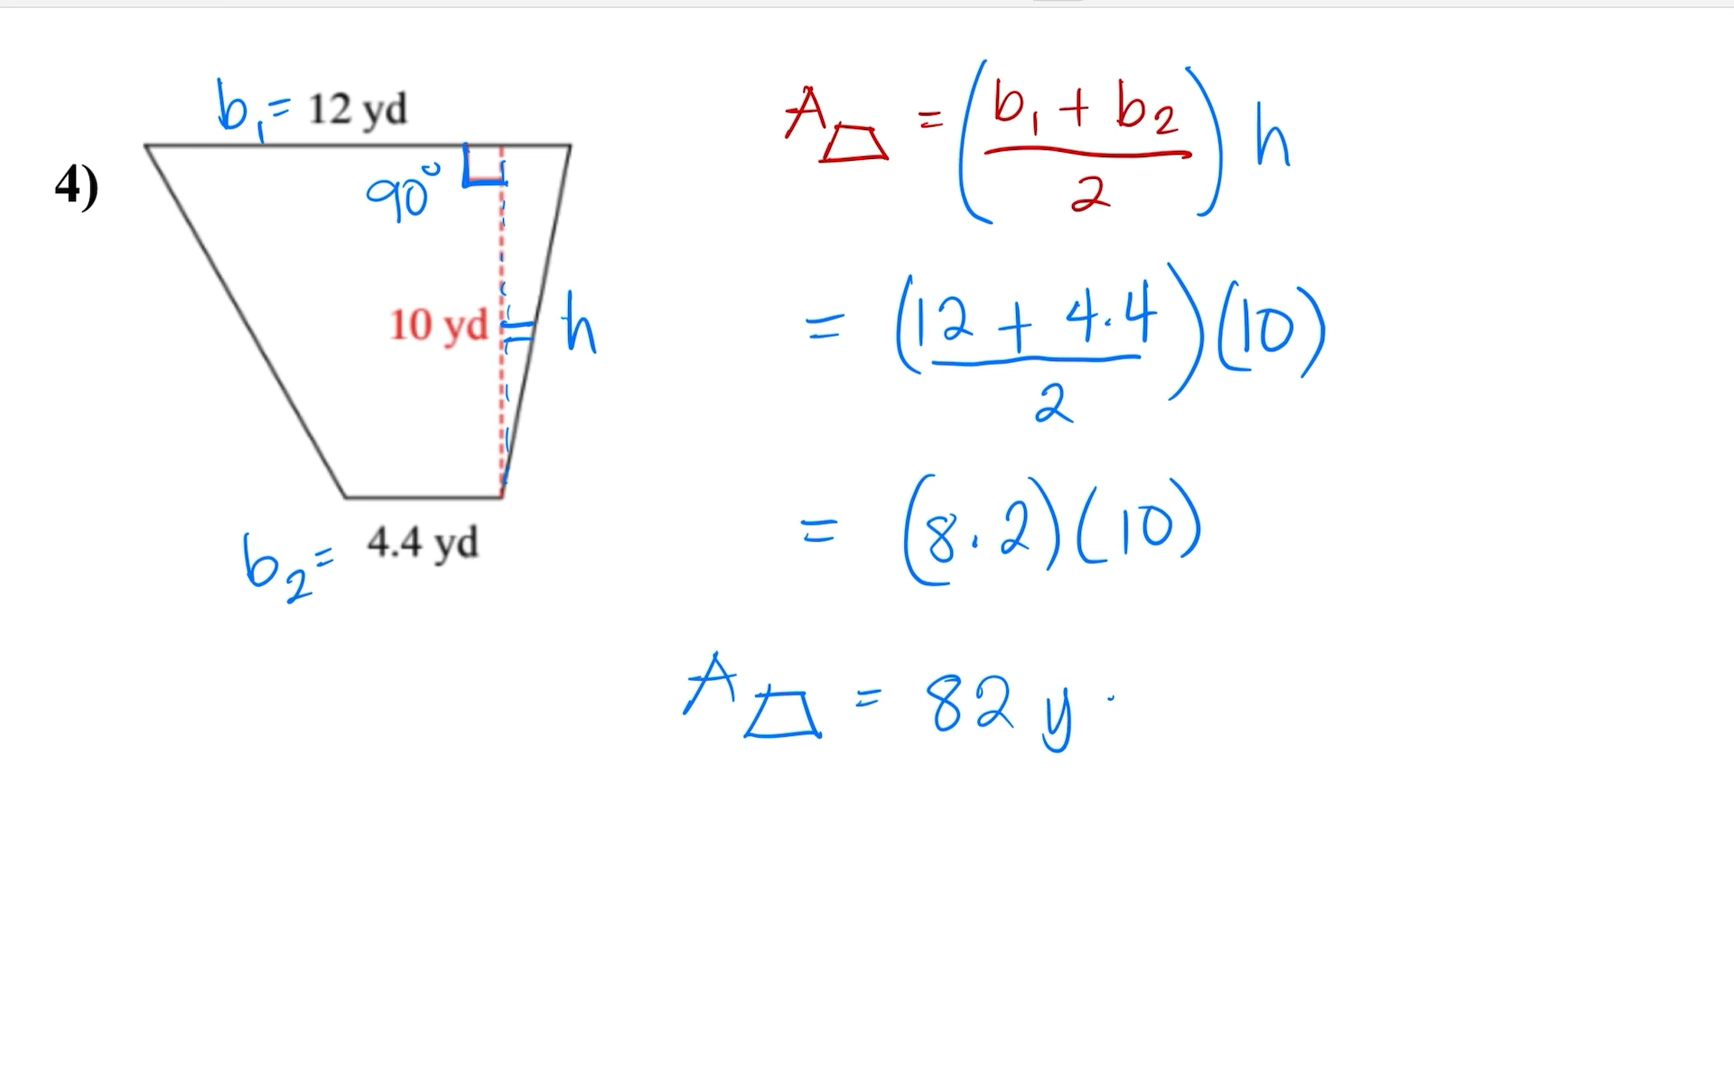 b₁ = 12 yd
4)
90°
10 yd = h
b₂ = 4.4 yd
A⏢ = (b₁ + b₂ / 2) h
= (12 + 4.4 / 2)(10)
= (8.2)(10)
A⏢ = 82 y